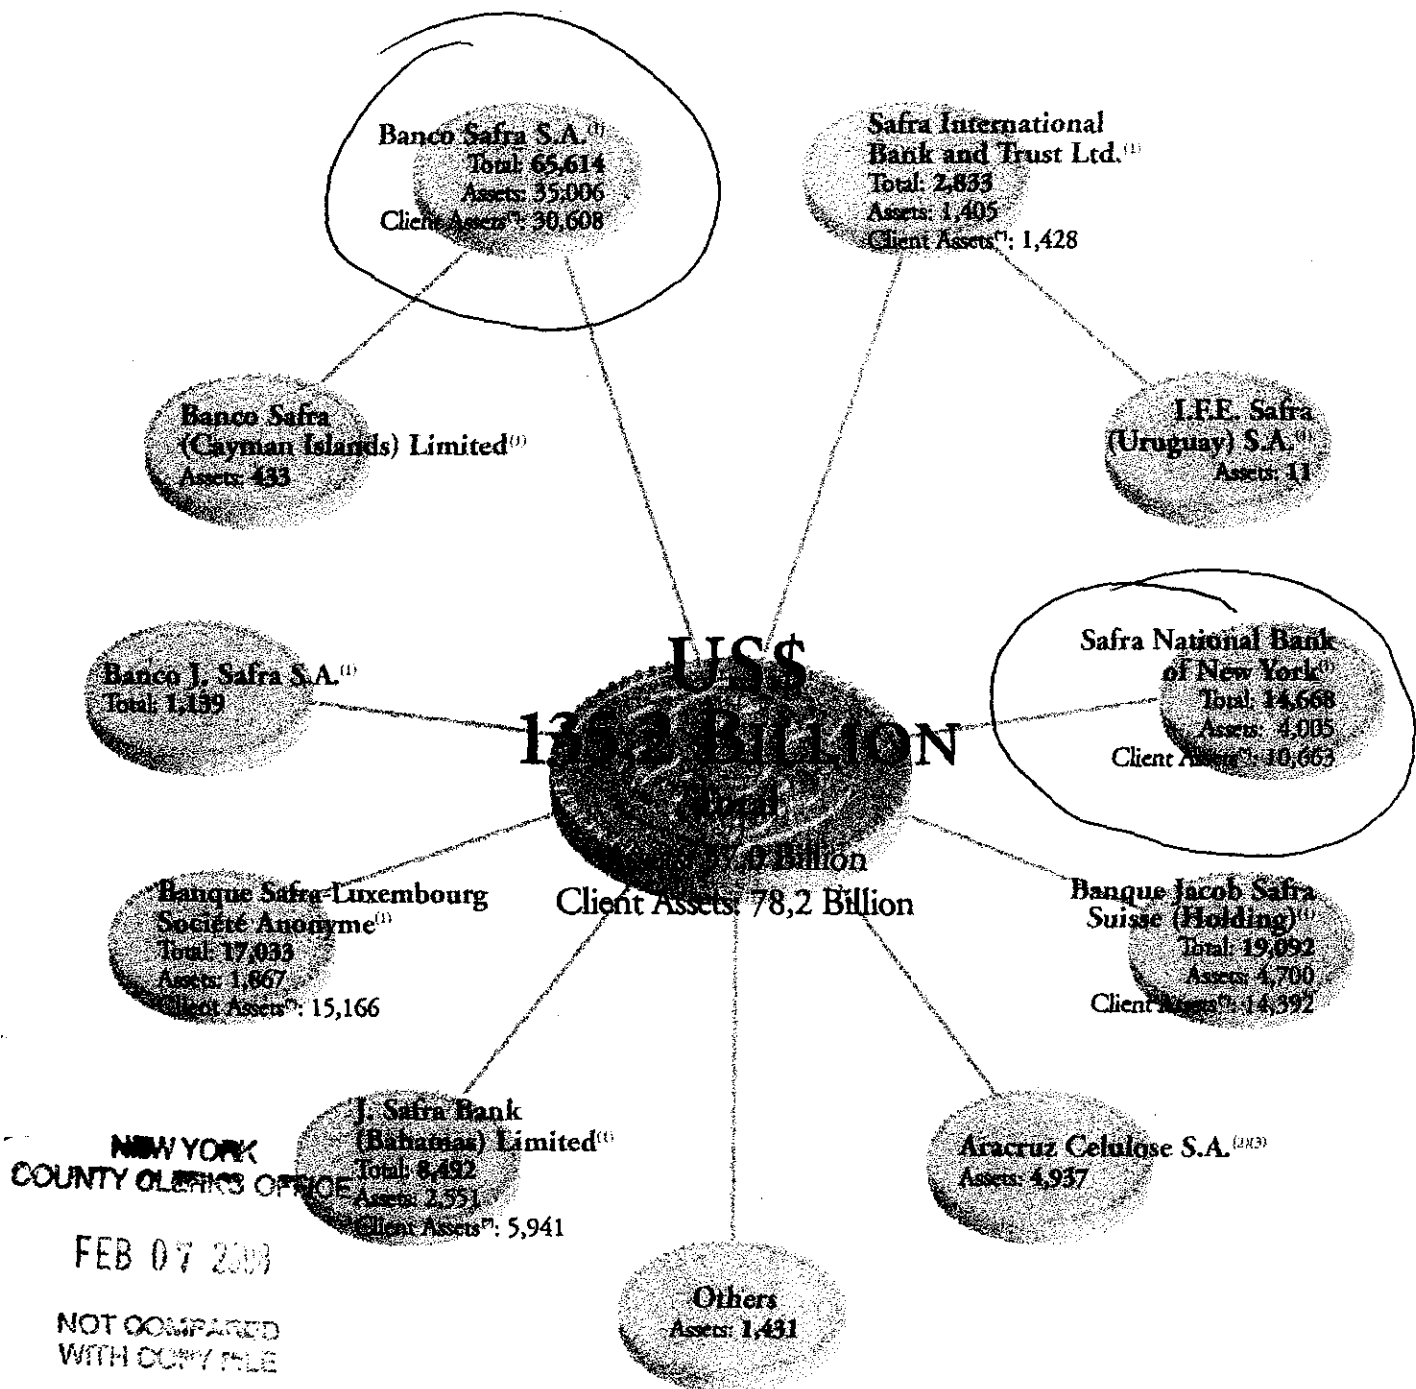 Banco Safra S.A.(1)
Total: 65,614
Assets: 35,006
Client Assets(*): 30,608
Safra International
Bank and Trust Ltd.(1)
Total: 2,833
Assets: 1,405
Client Assets(*): 1,428
Banco Safra
(Cayman Islands) Limited(1)
Assets: 433
I.F.E. Safra
(Uruguay) S.A.(1)
Assets: 11
Banco J. Safra S.A.(1)
Total: 1,139
US$
BILLION
Total
Safra National Bank
of New York(1)
Total: 14,668
Assets: 4,005
Client Assets(*): 10,663
Billion
Client Assets: 78,2 Billion
Banque Safra-Luxembourg
Société Anonyme(1)
Total: 17,033
Assets: 1,867
Client Assets(*): 15,166
Banque Jacob Safra
Suisse (Holding)(1)
Total: 19,092
Assets: 4,700
Client Assets(*): 14,392
J. Safra Bank
(Bahamas) Limited(1)
Total: 8,492
Assets: 2,551
Client Assets(*): 5,941
Aracruz Celulose S.A.(2)(3)
Assets: 4,937
Others
Assets: 1,431
NEW YORK
COUNTY CLERK'S OFFICE
FEB 07
NOT COMPARED
WITH COPY FILE